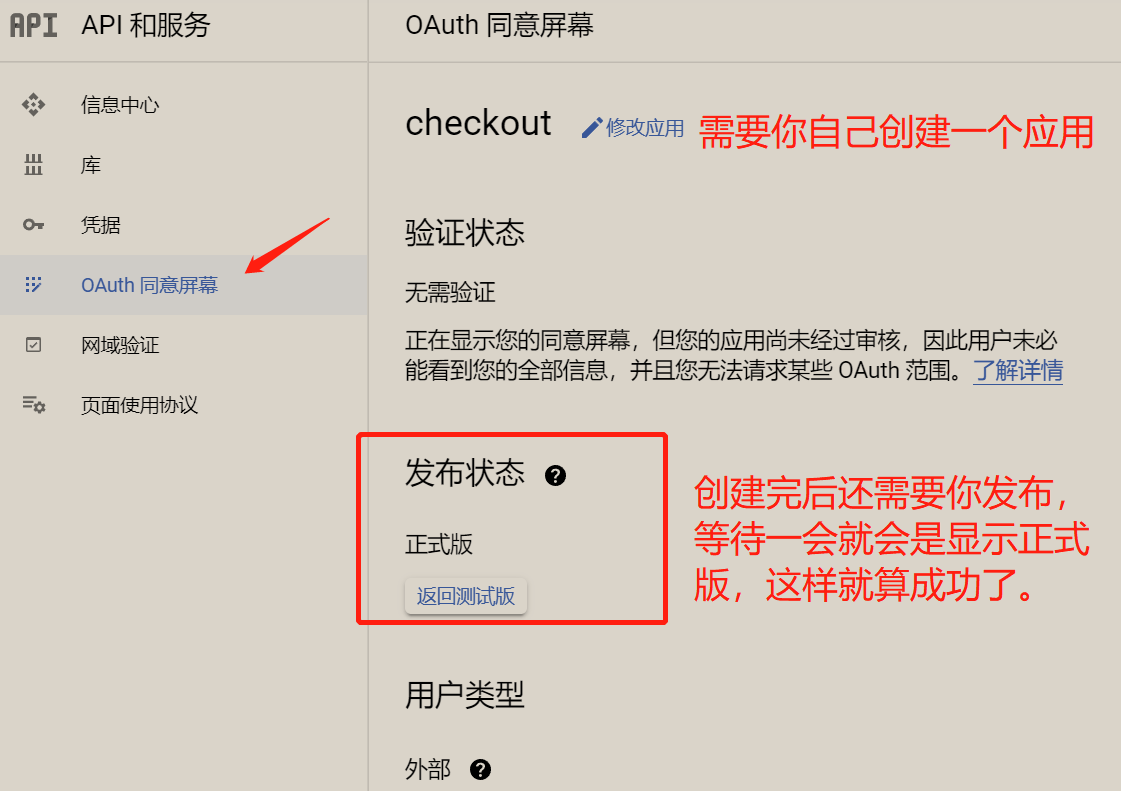 API API 和服务
OAuth 同意屏幕
信息中心
库
凭据
OAuth 同意屏幕
网域验证
页面使用协议
checkout 修改应用 需要你自己创建一个应用
验证状态
无需验证
正在显示您的同意屏幕，但您的应用尚未经过审核，因此用户未必
能看到您的全部信息，并且您无法请求某些 OAuth 范围。了解详情
发布状态 ?
正式版
返回测试版
创建完后还需要你发布，
等待一会就会是显示正式
版，这样就算成功了。
用户类型
外部 ?